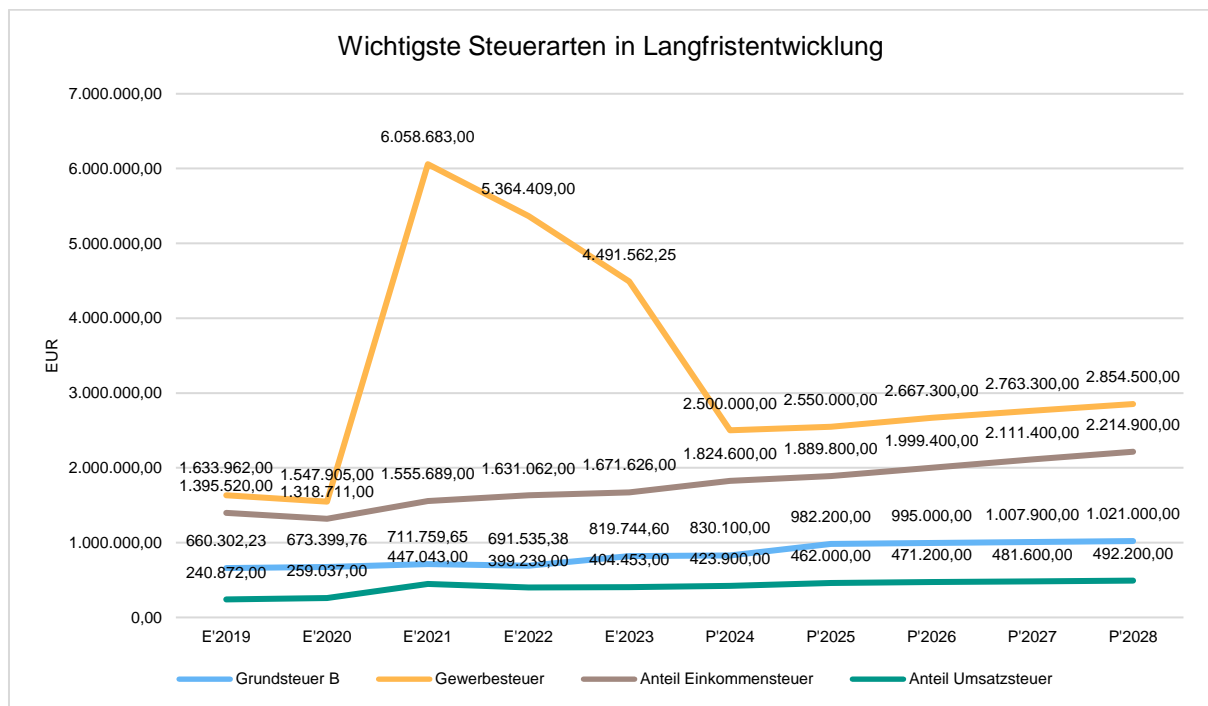 Wichtigste Steuerarten in Langfristentwicklung
EUR
7.000.000,00
6.000.000,00
5.000.000,00
4.000.000,00
3.000.000,00
2.000.000,00
1.000.000,00
0,00
6.058.683,00
5.364.409,00
4.491.562,25
1.633.962,00 1.547.905,00 2.500.000,00 2.550.000,00 2.667.300,00 2.763.300,00 2.854.500,00
1.395.520,00 1.318.711,00 1.555.689,00 1.631.062,00 1.671.626,00 1.824.600,00 1.889.800,00 1.999.400,00 2.111.400,00 2.214.900,00
660.302,23 673.399,76 711.759,65 691.535,38 819.744,60 830.100,00 982.200,00 995.000,00 1.007.900,00 1.021.000,00
240.872,00 259.037,00 447.043,00 399.239,00 404.453,00 423.900,00 462.000,00 471.200,00 481.600,00 492.200,00
E'2019 E'2020 E'2021 E'2022 E'2023 P'2024 P'2025 P'2026 P'2027 P'2028
Grundsteuer B Gewerbesteuer Anteil Einkommensteuer Anteil Umsatzsteuer